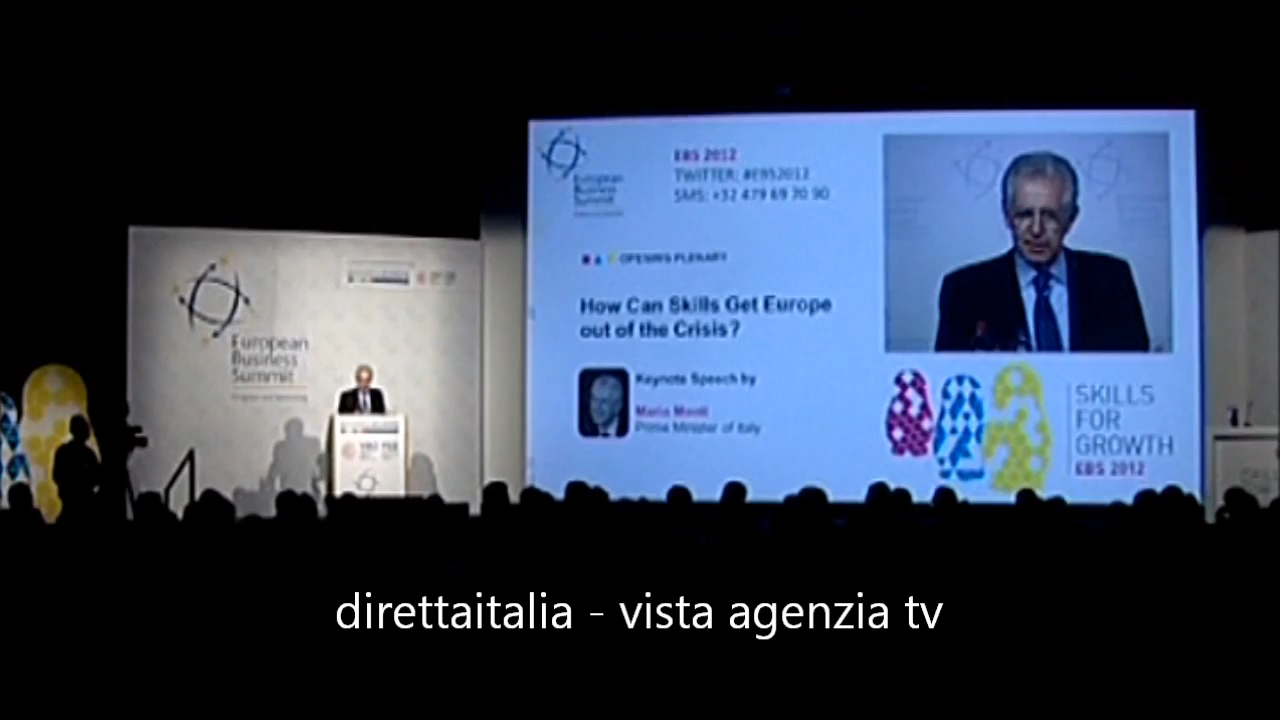 European
Business
Summit
European
Business
Summit
EBS 2012
TWITTER: #EBS2012
SMS: +32 479 69 70 90
OPENING PLENARY
How Can Skills Get Europe
out of the Crisis?
Keynote Speech by
Mario Monti
Prime Minister of Italy
SKILLS
FOR
GROWTH
EBS 2012
direttaitalia - vista agenzia tv